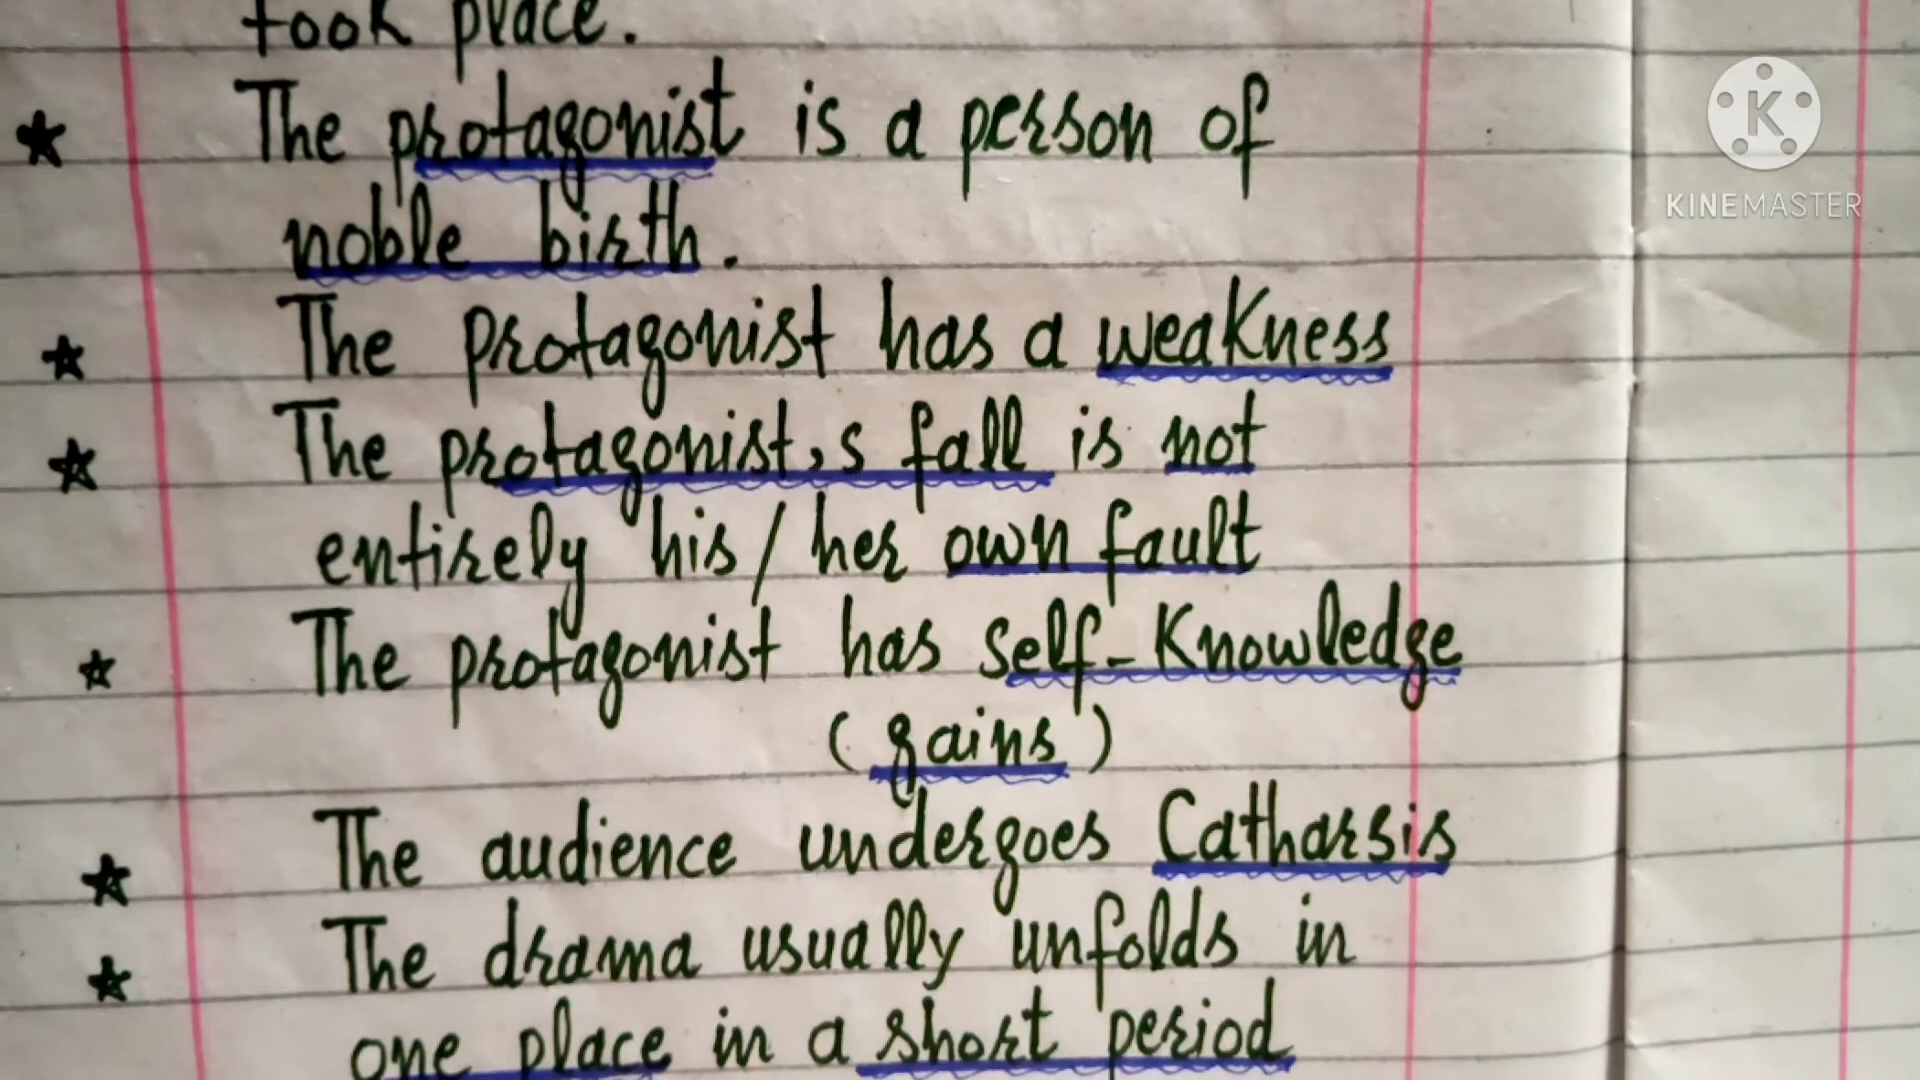 took place.
★ The protagonist is a person of
noble birth.
★ The protagonist has a weakness
★ The protagonist,s fall is not
entirely his/her own fault
★ The protagonist has self-Knowledge
(gains)
★ The audience undergoes Catharsis
★ The drama usually unfolds in
one place in a short period
K
KINEMASTER